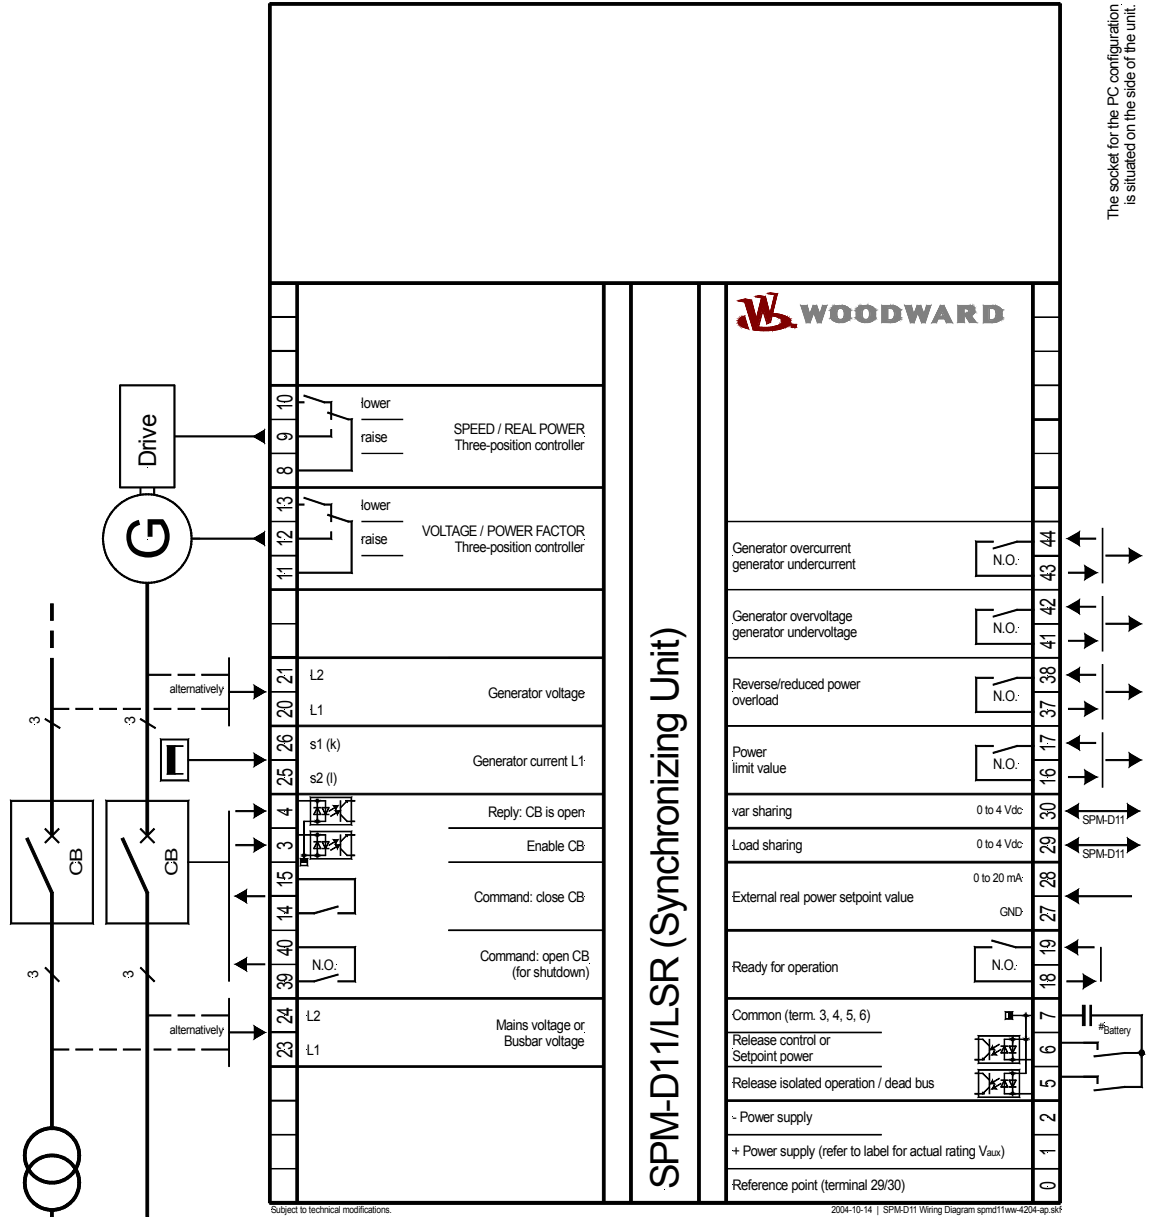 The socket for the PC configuration
is situated on the side of the unit.
WOODWARD
Drive
G
10
9
8
lower
raise
SPEED / REAL POWER
Three-position controller
13
12
11
lower
raise
VOLTAGE / POWER FACTOR
Three-position controller
21
20
L2
L1
Generator voltage
alternatively
3
3
26
25
s1 (k)
s2 (l)
Generator current L1
4
Reply: CB is open
3
Enable CB
CB
CB
15
14
Command: close CB
40
39
N.O.
Command: open CB
(for shutdown)
3
3
24
23
L2
L1
Mains voltage or
Busbar voltage
alternatively
SPM-D11/LSR (Synchronizing Unit)
Generator overcurrent
generator undercurrent
N.O.
44
43
Generator overvoltage
generator undervoltage
N.O.
42
41
Reverse/reduced power
overload
N.O.
38
37
Power
limit value
N.O.
17
16
var sharing
0 to 4 Vdc
30
SPM-D11
Load sharing
0 to 4 Vdc
29
SPM-D11
External real power setpoint value
0 to 20 mA
GND
28
27
Ready for operation
N.O.
19
18
Common (term. 3, 4, 5, 6)
7
#Battery
Release control or
Setpoint power
6
Release isolated operation / dead bus
5
- Power supply
2
+ Power supply (refer to label for actual rating Vaux)
1
Reference point (terminal 29/30)
0
Subject to technical modifications.
2004-10-14 | SPM-D11 Wiring Diagram spmd11ww-4204-ap.skf